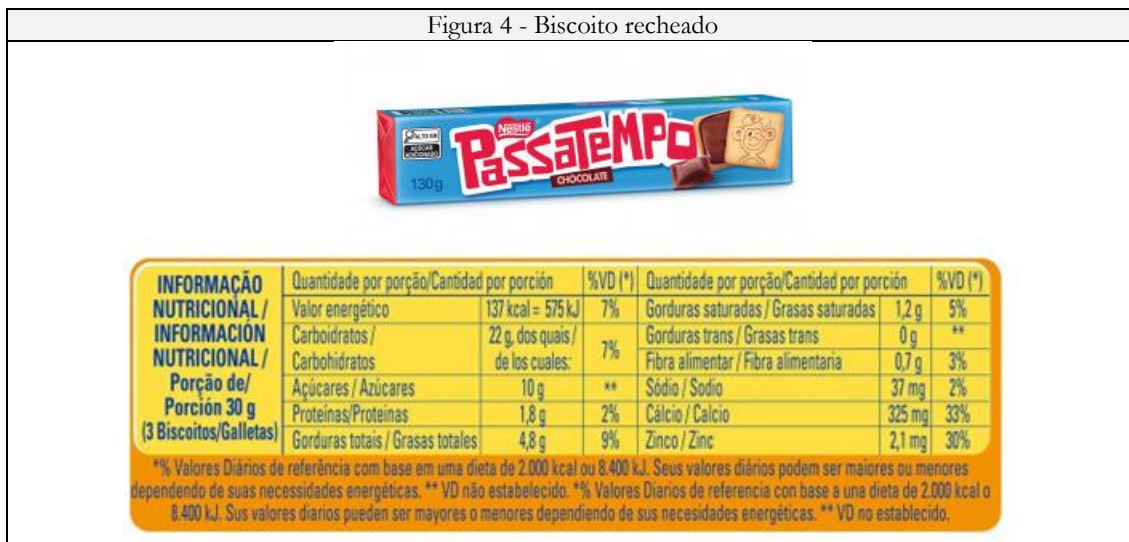 Figura 4 - Biscoito recheado
ALTO EM
AÇÚCAR
ADICIONADO
Nestlé
PASSATEMPO
CHOCOLATE
130g
INFORMAÇÃO
NUTRICIONAL /
INFORMACIÓN
NUTRICIONAL /
Porção de/
Porción 30 g
(3 Biscoitos/Galletas)
Quantidade por porção/Cantidad por porción %VD (*)
Valor energético 137 kcal = 575 kJ 7%
Carboidratos / 22 g, dos quais /
Carbohidratos de los cuales: 7%
Açúcares / Azúcares 10 g **
Proteínas/Proteinas 1,8 g 2%
Gorduras totais / Grasas totales 4,8 g 9%
Quantidade por porção/Cantidad por porción %VD (*)
Gorduras saturadas / Grasas saturadas 1,2 g 5%
Gorduras trans / Grasas trans 0 g **
Fibra alimentar / Fibra alimentaria 0,7 g 3%
Sódio / Sodio 37 mg 2%
Cálcio / Calcio 325 mg 33%
Zinco / Zinc 2,1 mg 30%
*% Valores Diários de referência com base em uma dieta de 2.000 kcal ou 8.400 kJ. Seus valores diários podem ser maiores ou menores
dependendo de suas necessidades energéticas. ** VD não estabelecido. *% Valores Diarios de referencia con base a una dieta de 2.000 kcal o
8.400 kJ. Sus valores diarios pueden ser mayores o menores dependiendo de sus necesidades energéticas. ** VD no establecido.